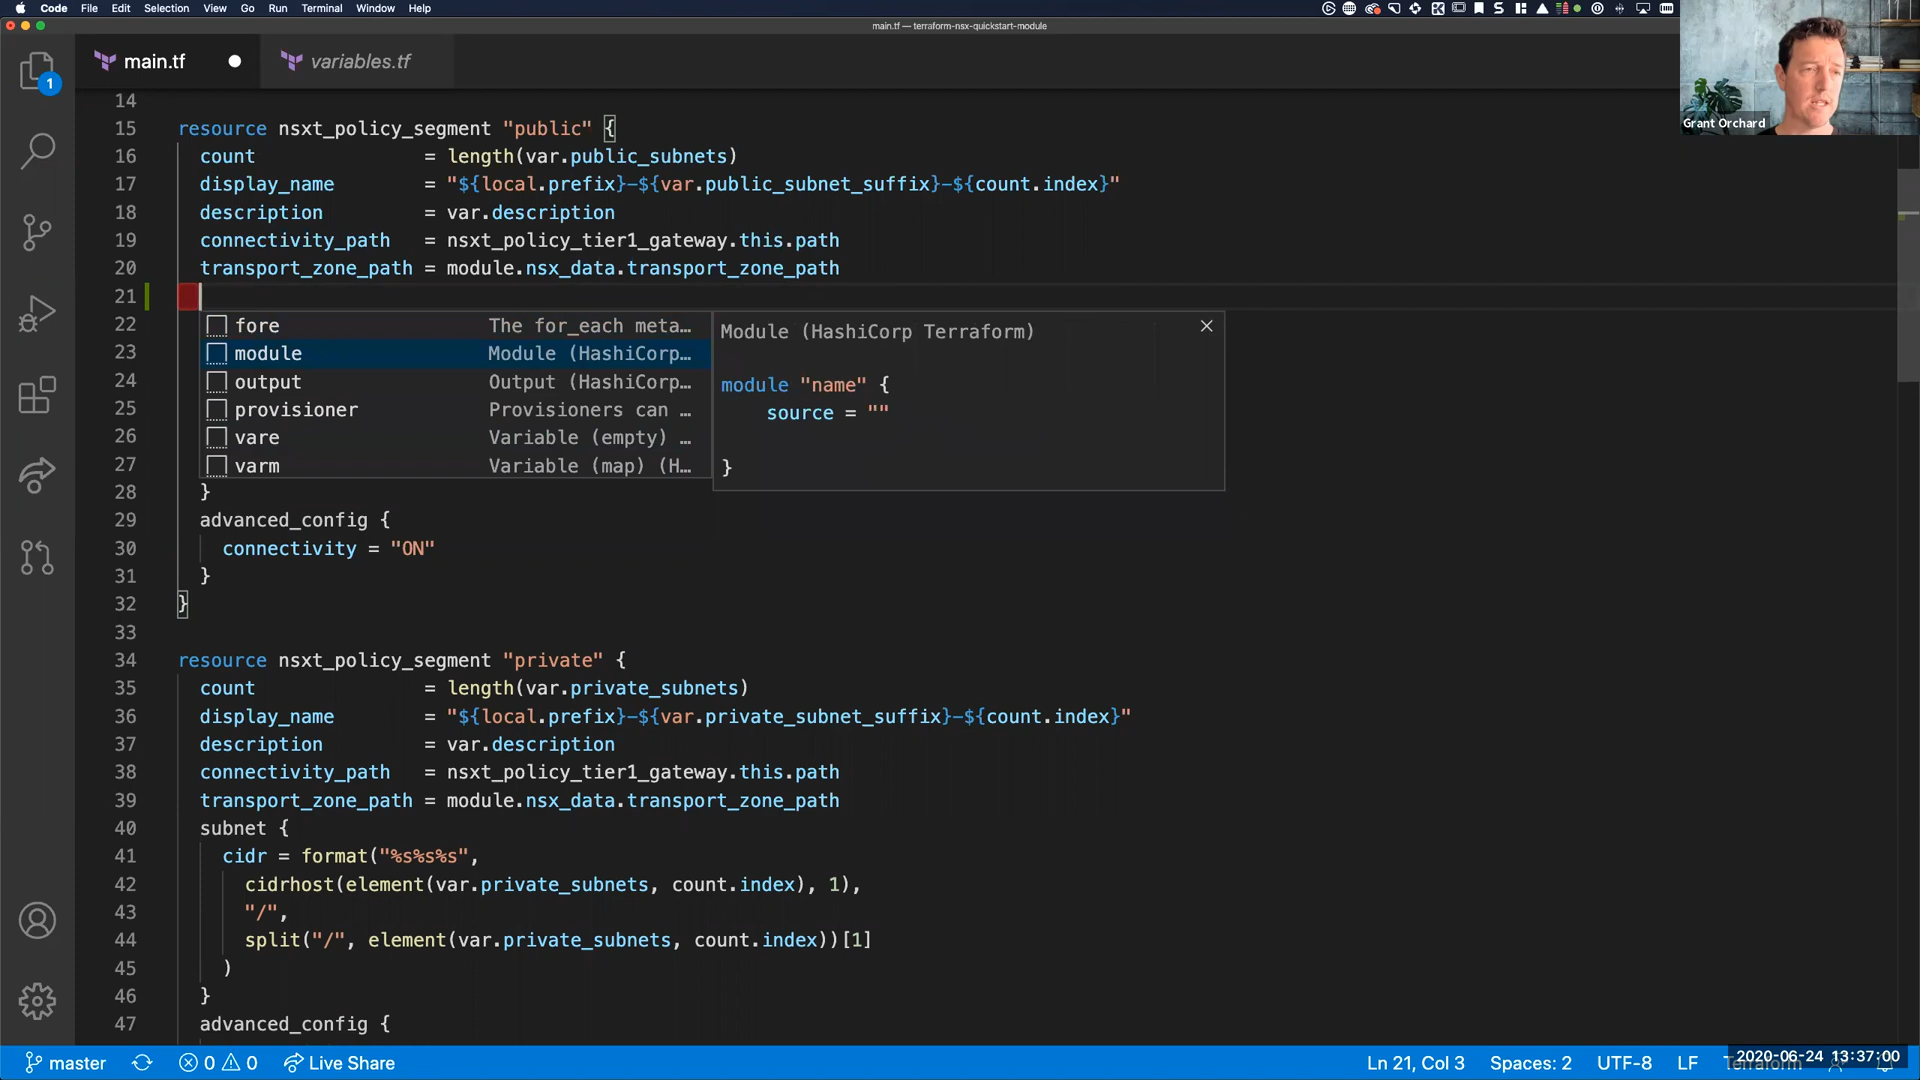 Code File Edit Selection View Go Run Terminal Window Help
main.tf — terraform-nsx-quickstart-module
main.tf
variables.tf
1
Grant Orchard
14
15 resource nsxt_policy_segment "public" {
16 count = length(var.public_subnets)
17 display_name = "${local.prefix}-${var.public_subnet_suffix}-${count.index}"
18 description = var.description
19 connectivity_path = nsxt_policy_tier1_gateway.this.path
20 transport_zone_path = module.nsx_data.transport_zone_path
21
22 fore The for_each meta…
23 module Module (HashiCorp…
24 output Output (HashiCorp…
25 provisioner Provisioners can …
26 vare Variable (empty) …
27 varm Variable (map) (H…
Module (HashiCorp Terraform)
module "name" {
source = ""
}
28 }
29 advanced_config {
30 connectivity = "ON"
31 }
32 }
33
34 resource nsxt_policy_segment "private" {
35 count = length(var.private_subnets)
36 display_name = "${local.prefix}-${var.private_subnet_suffix}-${count.index}"
37 description = var.description
38 connectivity_path = nsxt_policy_tier1_gateway.this.path
39 transport_zone_path = module.nsx_data.transport_zone_path
40 subnet {
41 cidr = format("%s%s%s",
42 cidrhost(element(var.private_subnets, count.index), 1),
43 "/",
44 split("/", element(var.private_subnets, count.index))[1]
45 )
46 }
47 advanced_config {
master 0 0 Live Share Ln 21, Col 3 Spaces: 2 UTF-8 LF Terraform
2020-06-24 13:37:00